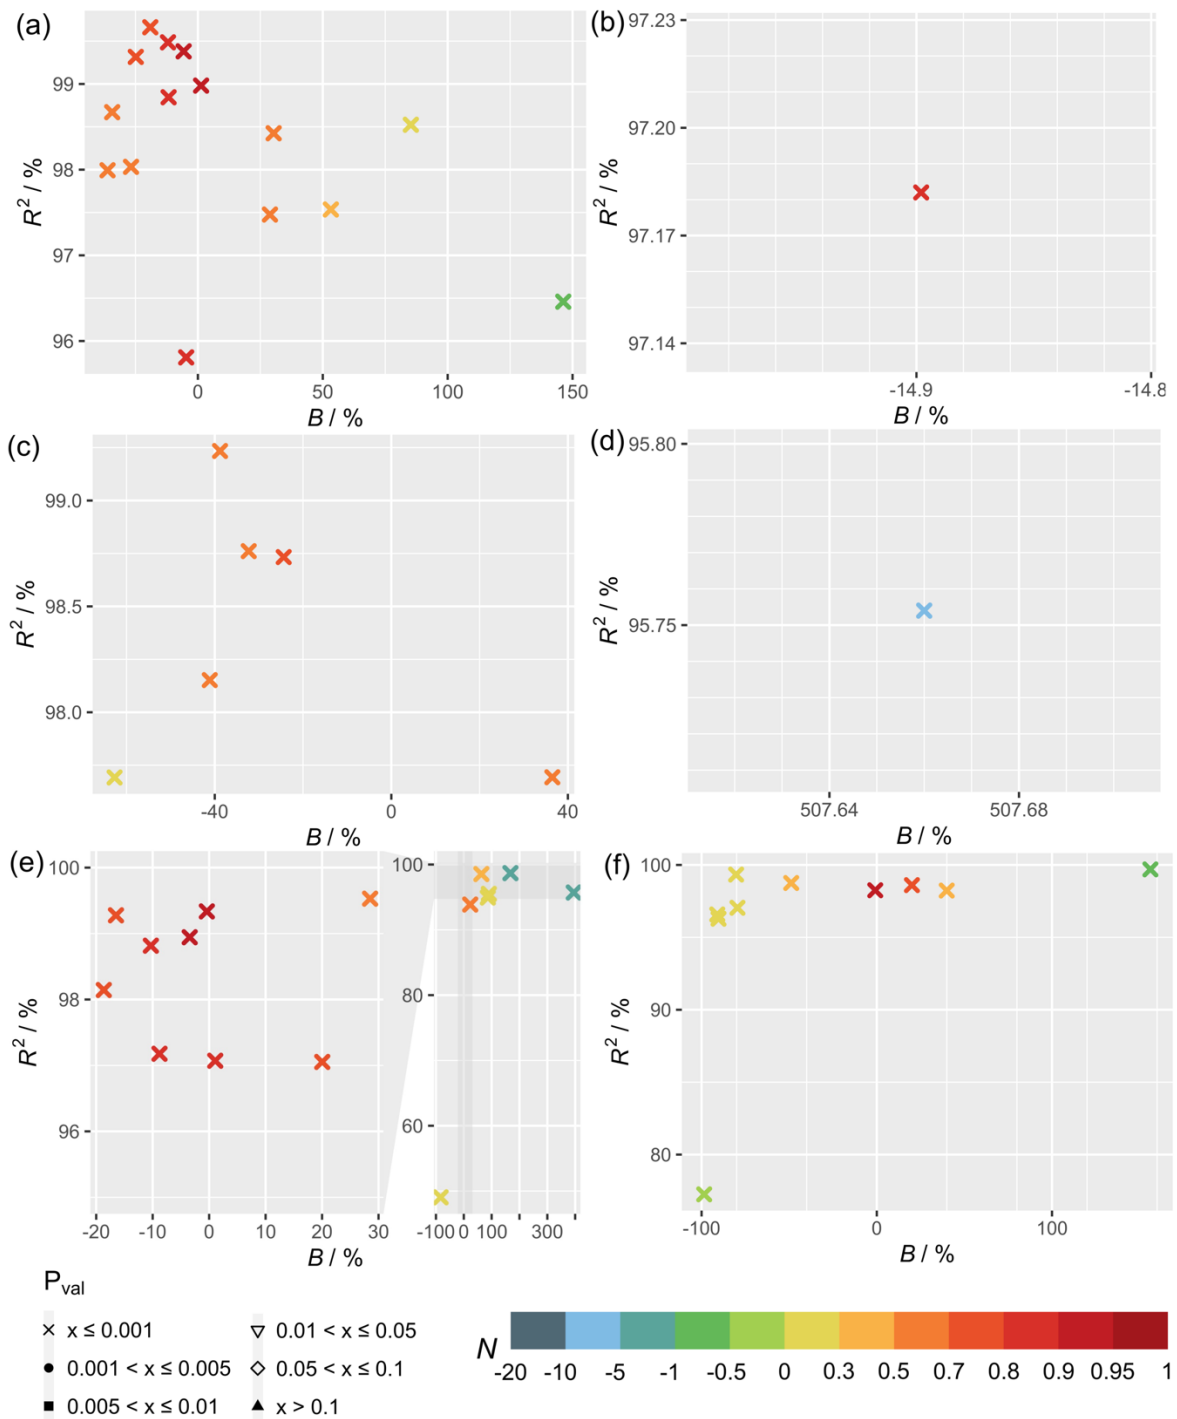 (a)
99
98
97
96
R² / %
0
50
100
150
B / %
(b)
97.23
97.20
97.17
97.14
R² / %
-14.9
-14.8
B / %
(c)
99.0
98.5
98.0
R² / %
-40
0
40
B / %
(d)
95.80
95.75
R² / %
507.64
507.68
B / %
(e)
100
98
96
R² / %
-20
-10
0
10
20
30
B / %
100
80
60
-100
0
100
300
(f)
100
90
80
R² / %
-100
0
100
B / %
Pval
x ≤ 0.001
0.001 < x ≤ 0.005
0.005 < x ≤ 0.01
0.01 < x ≤ 0.05
0.05 < x ≤ 0.1
x > 0.1
N
-20 -10 -5 -1 -0.5 0 0.3 0.5 0.7 0.8 0.9 0.95 1